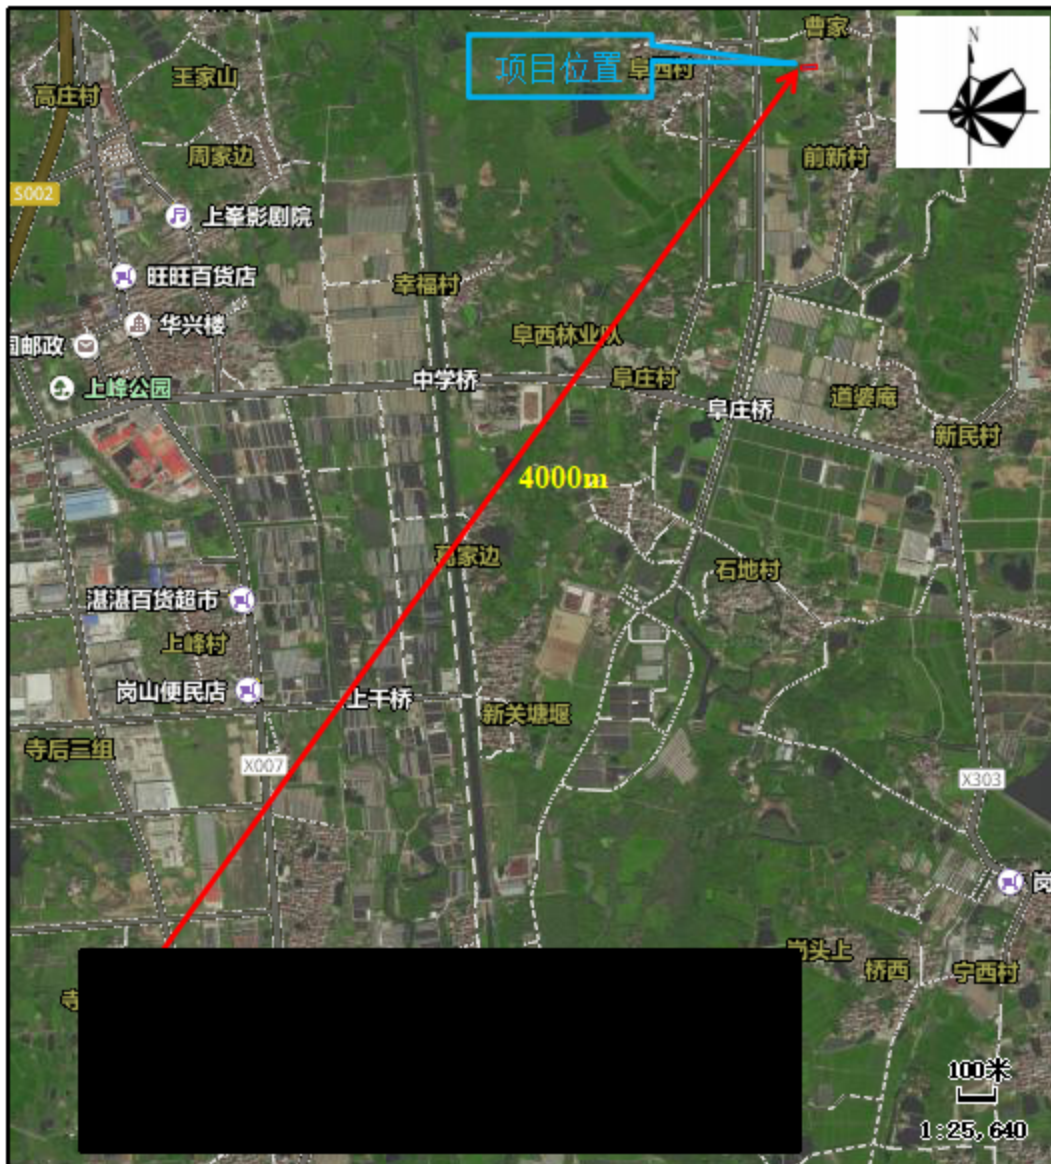 曹家
N
项目位置
阜西村
王家山
高庄村
周家边
前新村
S002
上峯影剧院
旺旺百货店
幸福村
华兴楼
阜西林业队
国邮政
中学桥
阜庄村
上峰公园
道婆庵
阜庄桥
新民村
4000m
葛家边
石地村
湛湛百货超市
上峰村
岗山便民店
上干桥
新关塘堰
寺后三组
X007
X303
岗
岗头上
桥西
宁西村
寺
100米
1:25,640